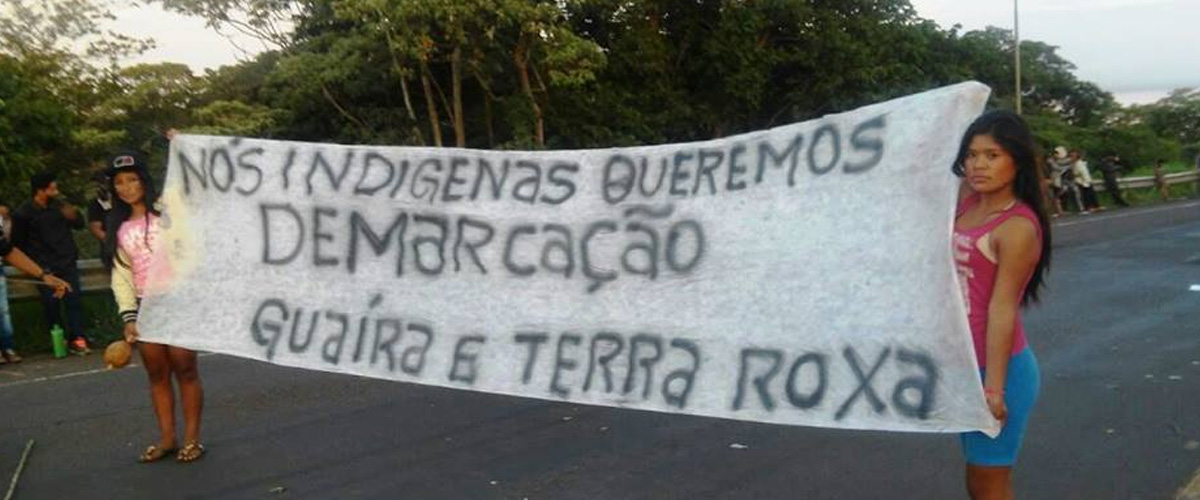 NÓS INDIGENAS QUEREMOS
DEMARCAÇÃO
GUAÍRA E TERRA ROXA